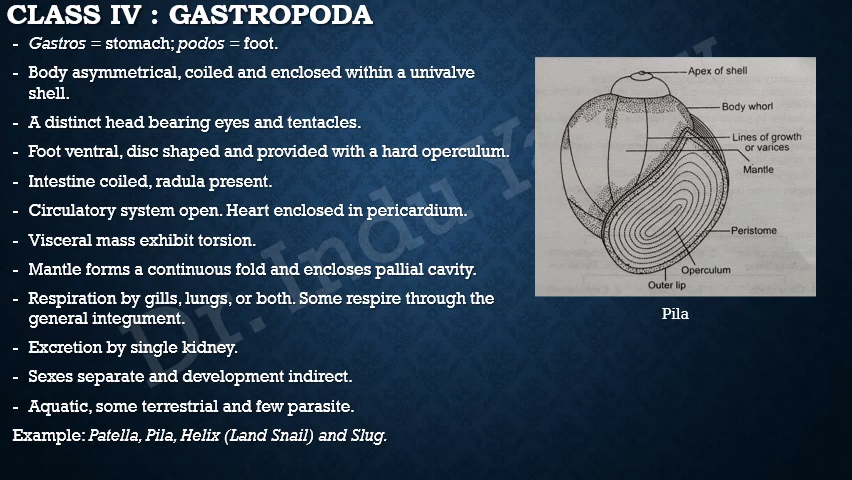 CLASS IV : GASTROPODA
- Gastros = stomach; podos = foot.
- Body asymmetrical, coiled and enclosed within a univalve
shell.
- A distinct head bearing eyes and tentacles.
- Foot ventral, disc shaped and provided with a hard operculum.
- Intestine coiled, radula present.
- Circulatory system open. Heart enclosed in pericardium.
- Visceral mass exhibit torsion.
- Mantle forms a continuous fold and encloses pallial cavity.
- Respiration by gills, lungs, or both. Some respire through the
general integument.
- Excretion by single kidney.
- Sexes separate and development indirect.
- Aquatic, some terrestrial and few parasite.
Example: Patella, Pila, Helix (Land Snail) and Slug.
Apex of shell
Body whorl
Lines of growth
or varices
Mantle
Peristome
Operculum
Outer lip
Pila
Dr. Indu